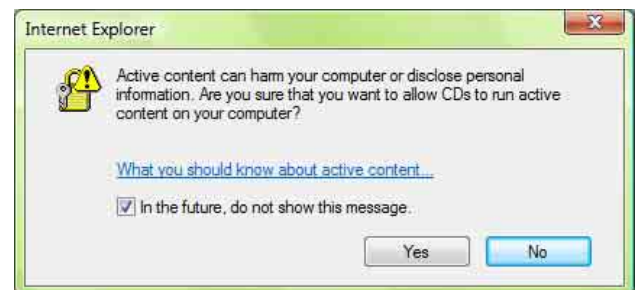 Internet Explorer
Active content can harm your computer or disclose personal
information. Are you sure that you want to allow CDs to run active
content on your computer?
What you should know about active content...
In the future, do not show this message.
Yes No